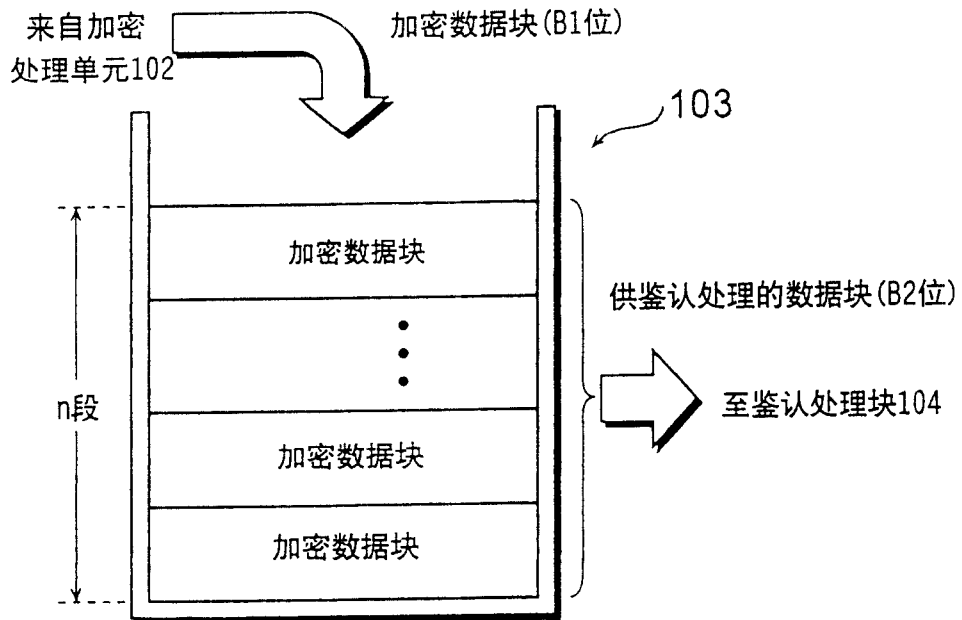 来自加密
处理单元102
加密数据块(B1位)
103
加密数据块
供鉴认处理的数据块(B2位)
n段
至鉴认处理块104
加密数据块
加密数据块